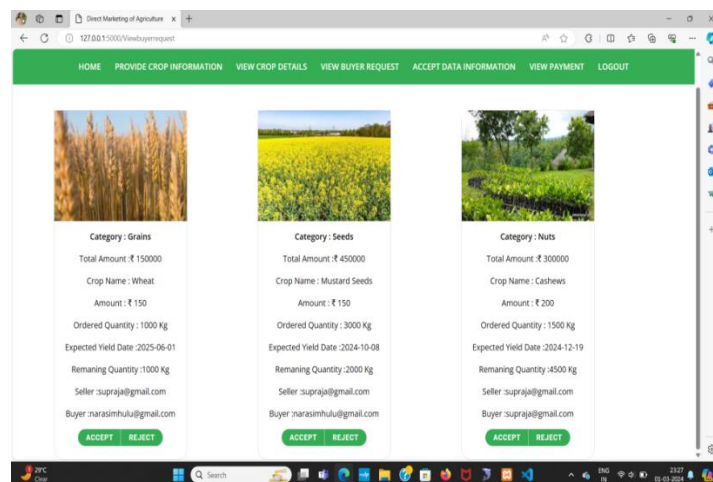 Direct Marketing of Agriculture
127.0.0.1:5000/Viewbuyerrequest
HOME PROVIDE CROP INFORMATION VIEW CROP DETAILS VIEW BUYER REQUEST ACCEPT DATA INFORMATION VIEW PAYMENT LOGOUT
Category : Grains
Total Amount :₹ 150000
Crop Name : Wheat
Amount : ₹ 150
Ordered Quantity : 1000 Kg
Expected Yield Date :2025-06-01
Remaning Quantity :1000 Kg
Seller :supraja@gmail.com
Buyer :narasimhulu@gmail.com
ACCEPT REJECT
Category : Seeds
Total Amount :₹ 450000
Crop Name : Mustard Seeds
Amount : ₹ 150
Ordered Quantity : 3000 Kg
Expected Yield Date :2024-10-08
Remaning Quantity :2000 Kg
Seller :supraja@gmail.com
Buyer :narasimhulu@gmail.com
ACCEPT REJECT
Category : Nuts
Total Amount :₹ 300000
Crop Name : Cashews
Amount : ₹ 200
Ordered Quantity : 1500 Kg
Expected Yield Date :2024-12-19
Remaning Quantity :4500 Kg
Seller :supraja@gmail.com
Buyer :supraja@gmail.com
ACCEPT REJECT
29°C
Clear
Search
ENG
IN
23:27
01-03-2024